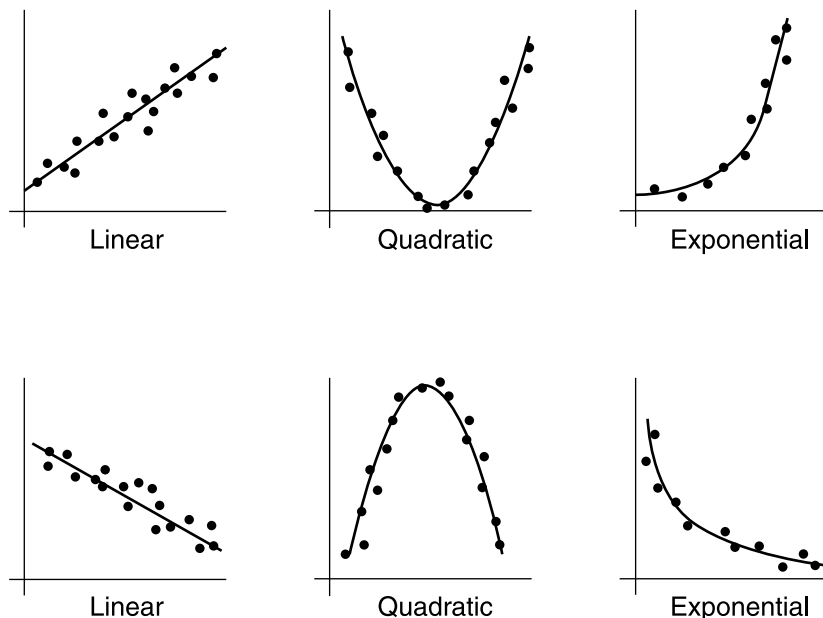 Linear
Quadratic
Exponential
Linear
Quadratic
Exponential